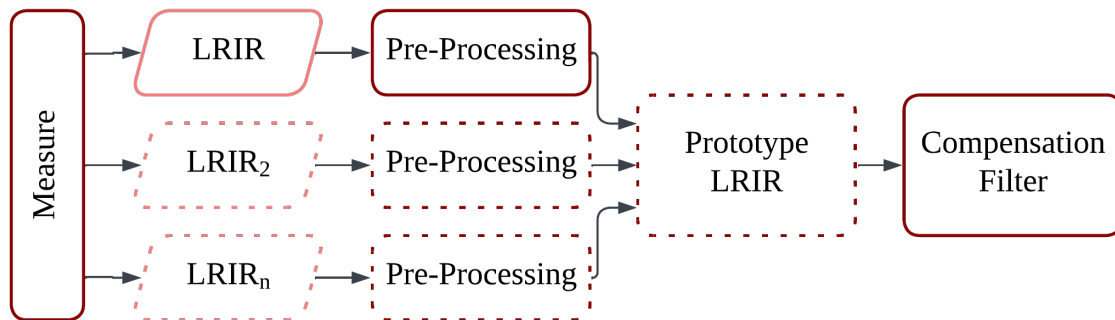 Measure
LRIR
Pre-Processing
LRIR₂
Pre-Processing
LRIRₙ
Pre-Processing
Prototype
LRIR
Compensation
Filter